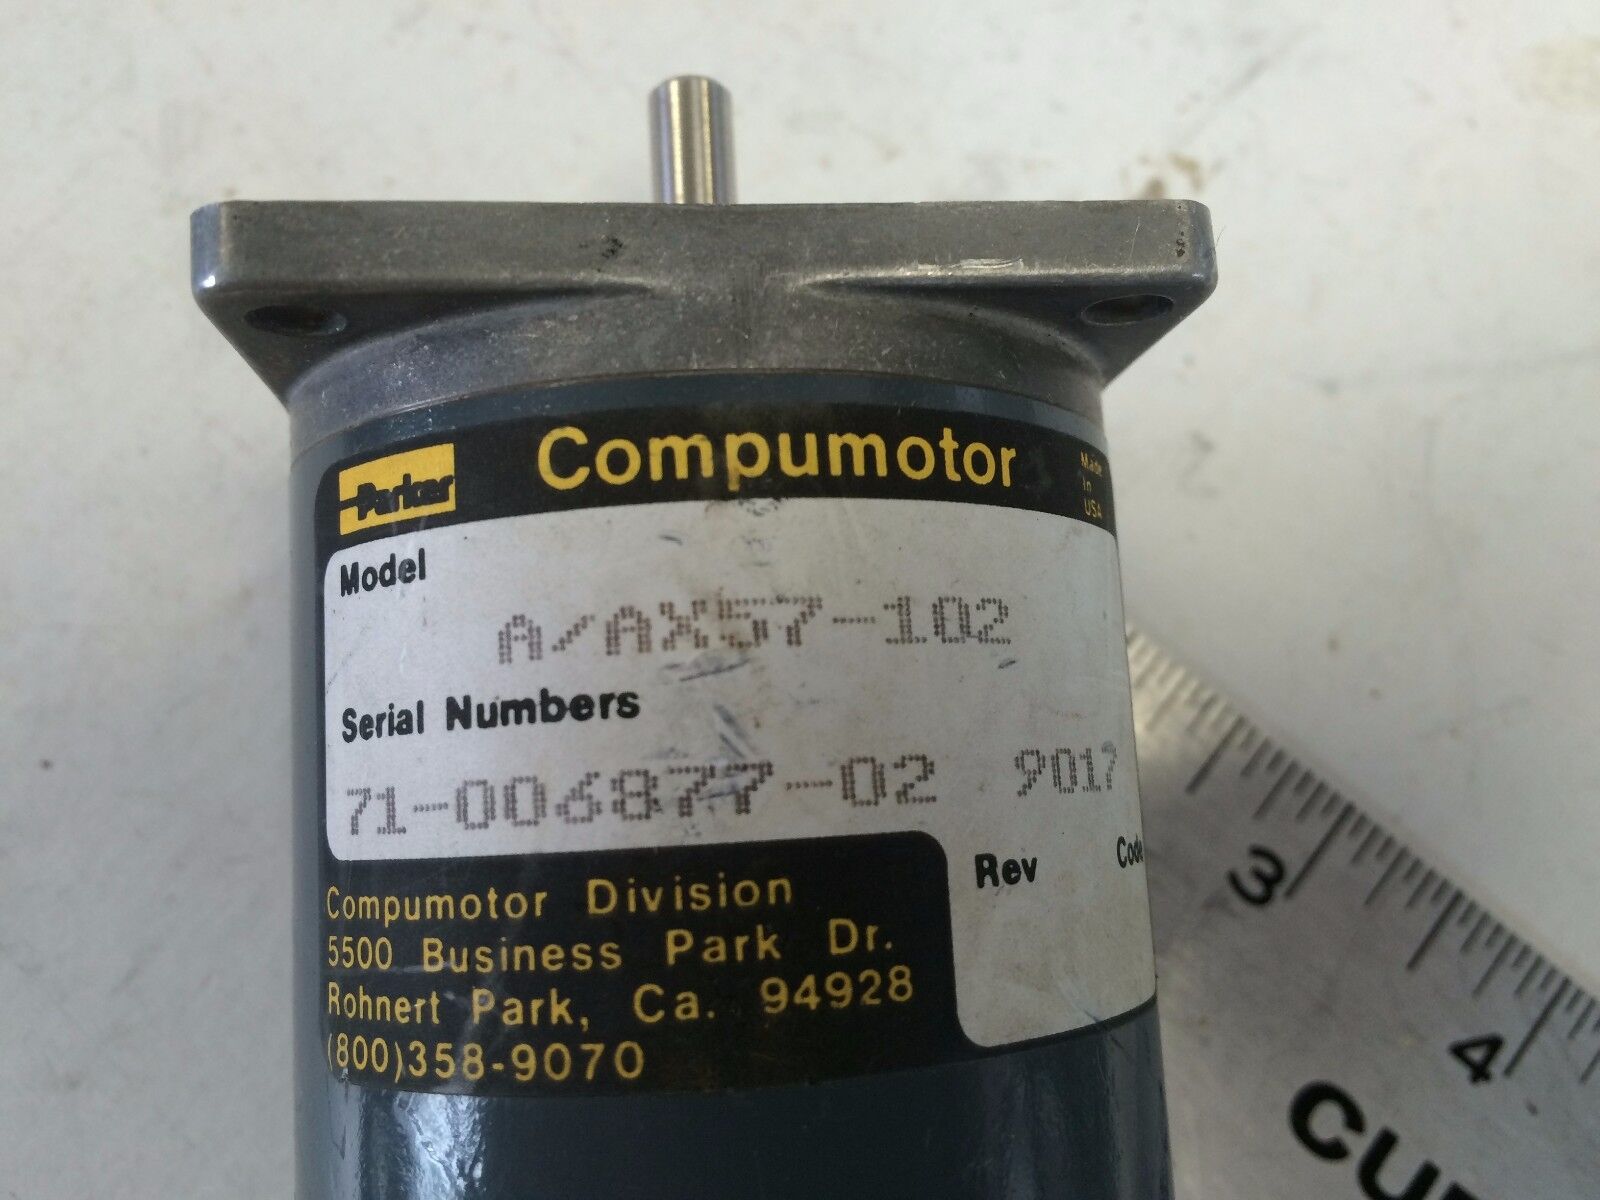 Parker
Compumotor
Made
In
USA
Model
A/AX57-102
Serial Numbers
71-006877-02 9017
Rev Code
Compumotor Division
5500 Business Park Dr.
Rohnert Park, Ca. 94928
(800)358-9070
3
4